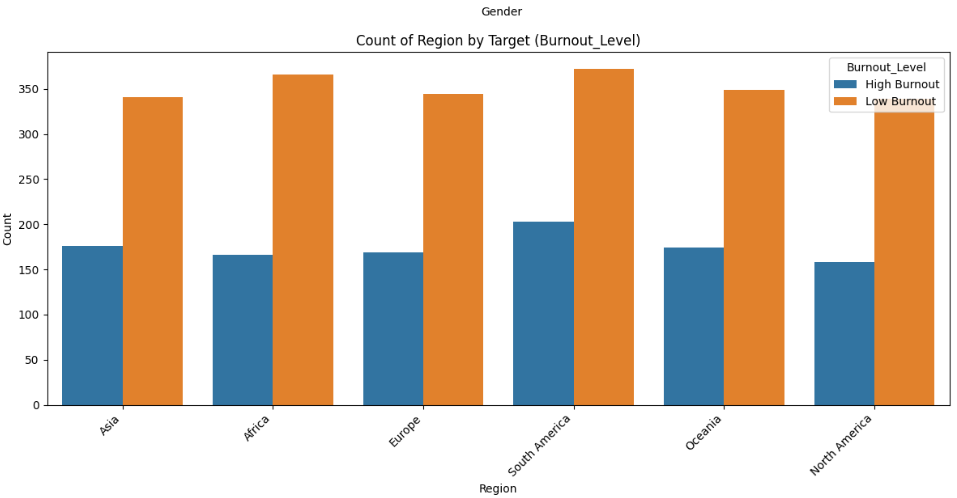 Gender
Count of Region by Target (Burnout_Level)
Burnout_Level
High Burnout
Low Burnout
350
300
250
200
150
100
50
0
Count
Asia
Africa
Europe
South America
Oceania
North America
Region